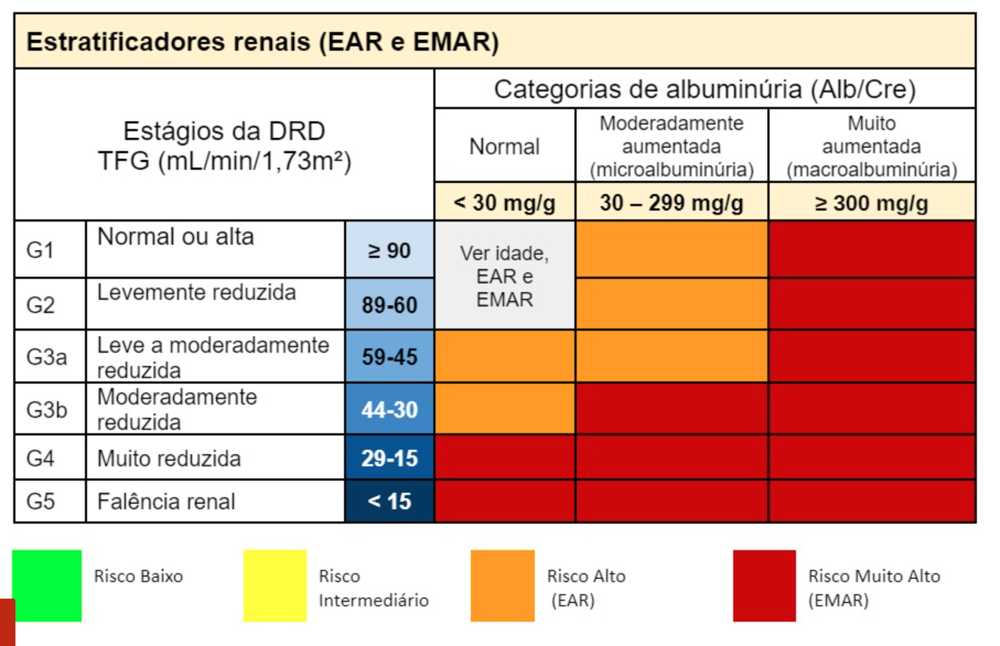 Estratificadores renais (EAR e EMAR)
Estágios da DRD
TFG (mL/min/1,73m²)
Categorias de albuminúria (Alb/Cre)
Normal
Moderadamente
aumentada
(microalbuminúria)
Muito
aumentada
(macroalbuminúria)
< 30 mg/g
30 – 299 mg/g
≥ 300 mg/g
G1
Normal ou alta
≥ 90
Ver idade,
EAR e
EMAR
G2
Levemente reduzida
89-60
G3a
Leve a moderadamente
reduzida
59-45
G3b
Moderadamente
reduzida
44-30
G4
Muito reduzida
29-15
G5
Falência renal
< 15
Risco Baixo
Risco
Intermediário
Risco Alto
(EAR)
Risco Muito Alto
(EMAR)